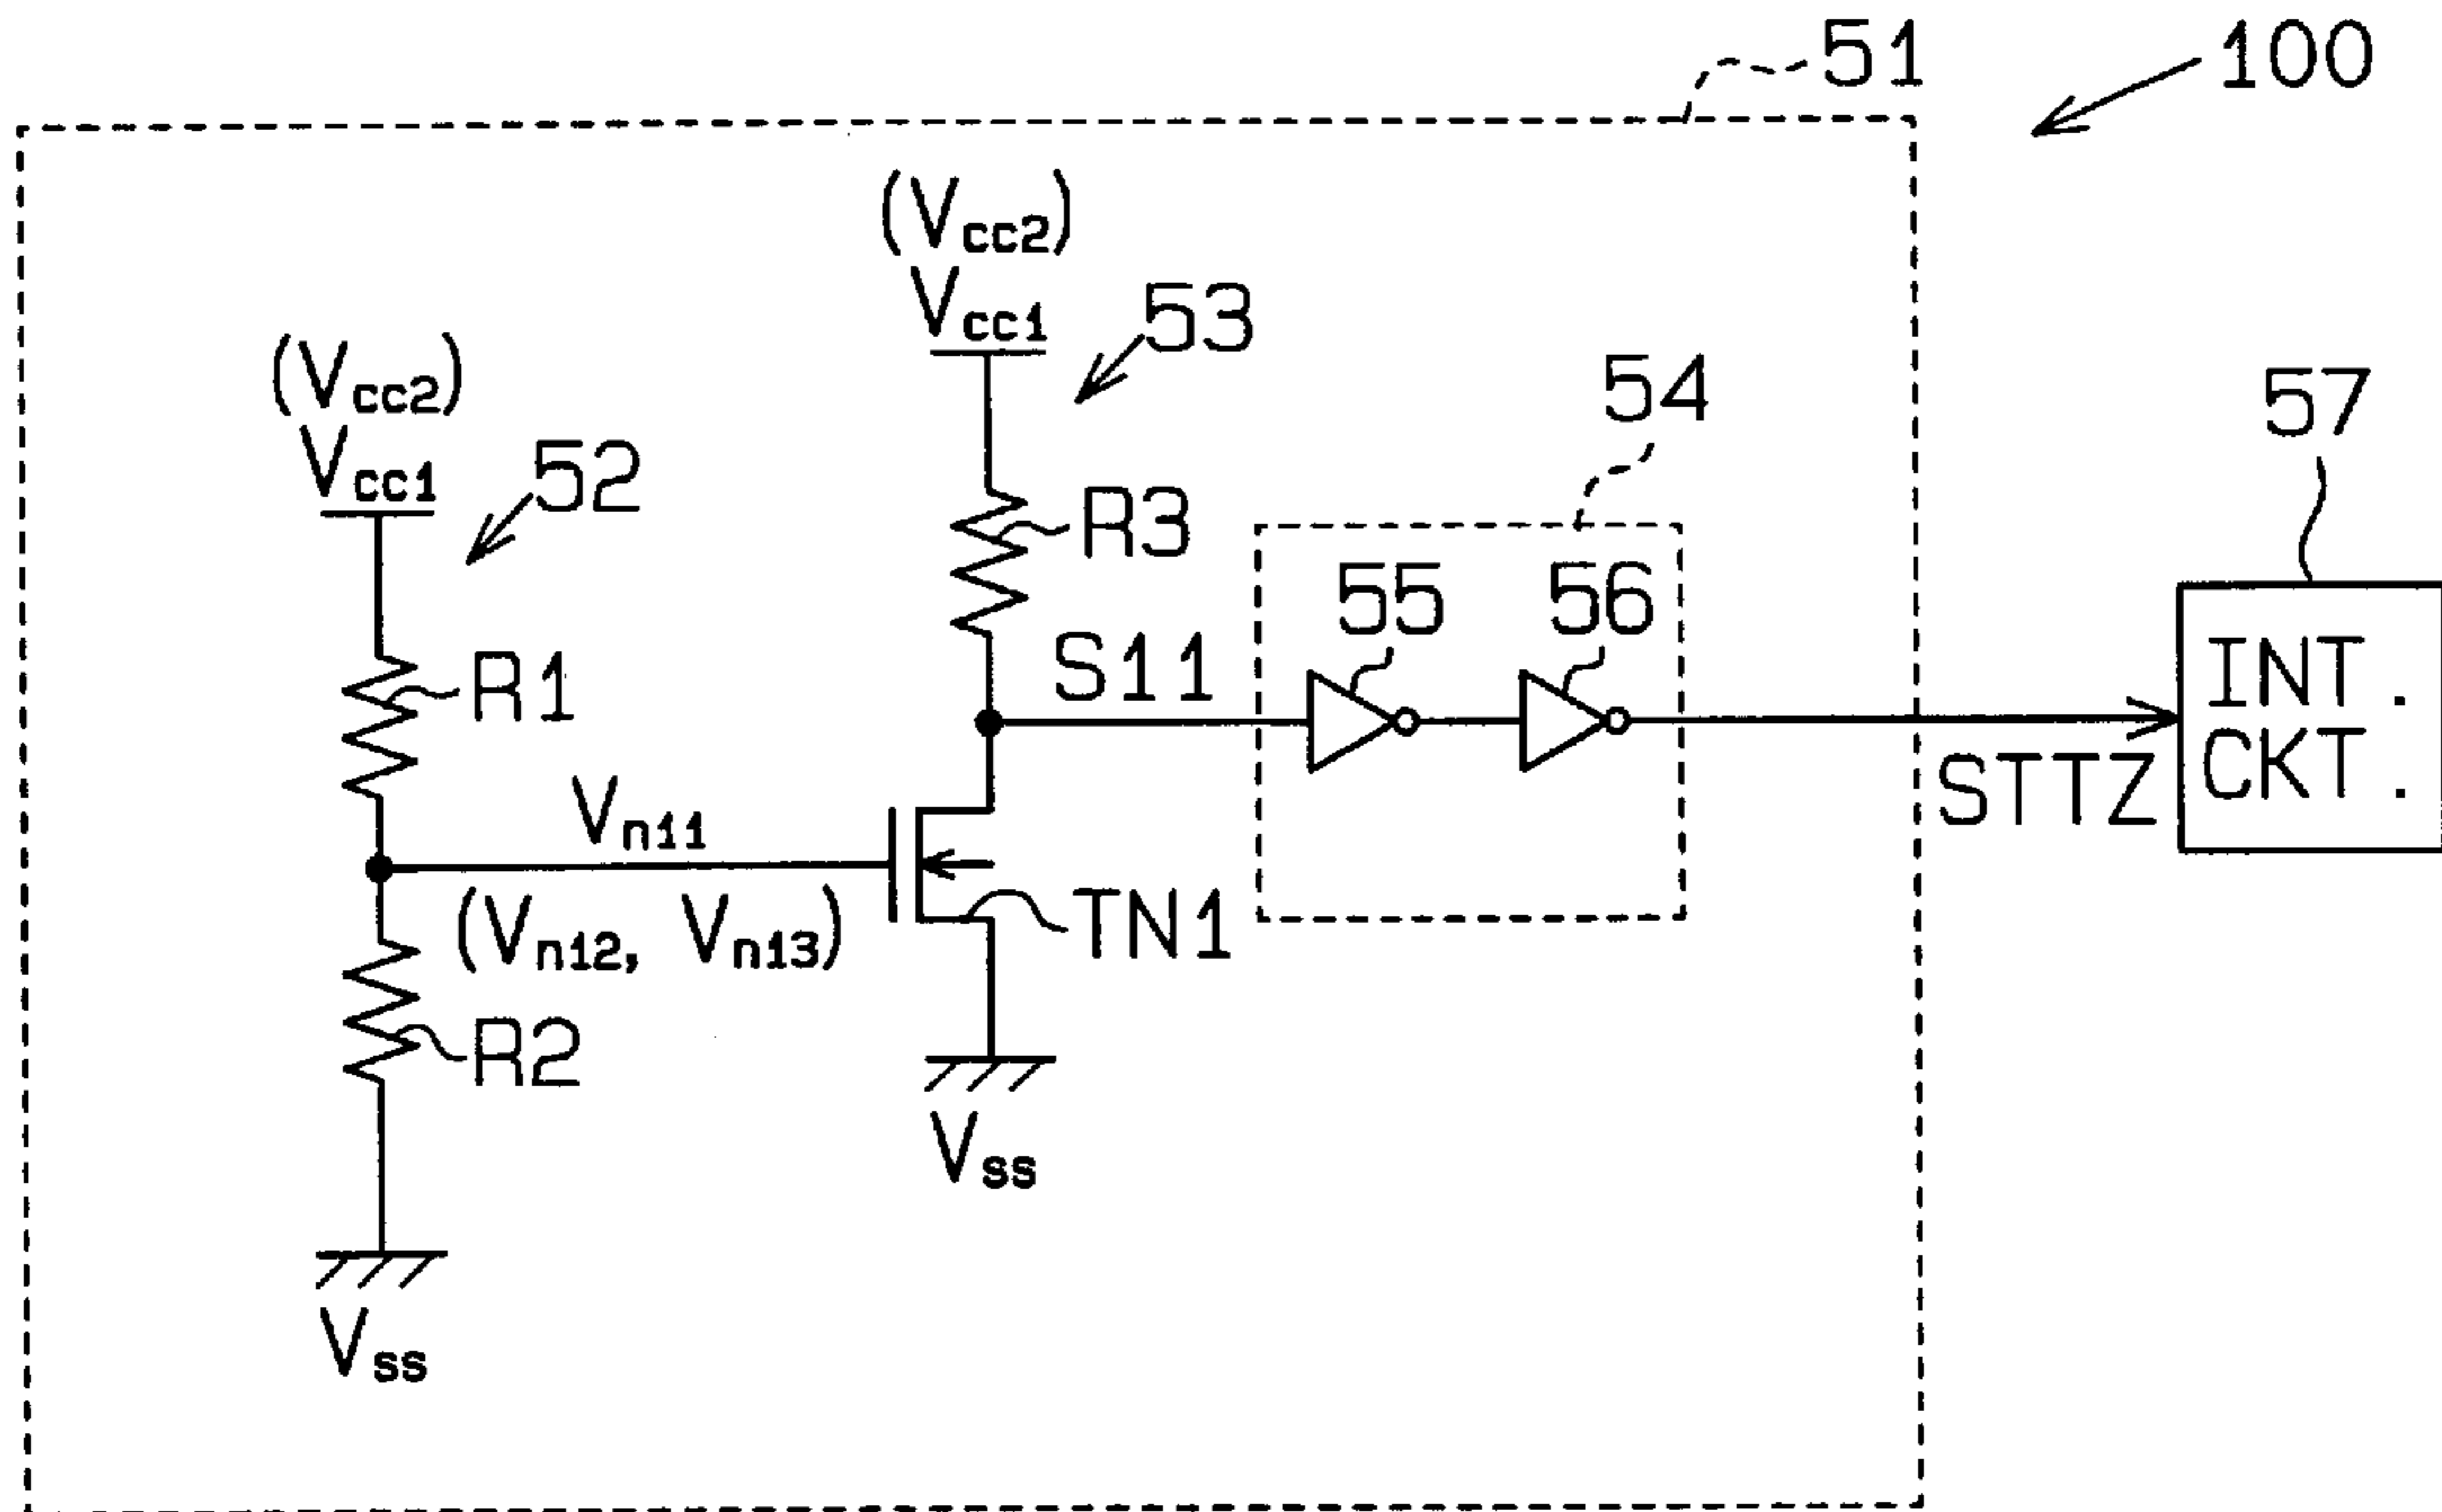 51
100
(Vcc2)
Vcc1
53
(Vcc2)
Vcc1
52
54
57
R3
55
56
S11
R1
INT.
CKT.
STTZ
Vn11
(Vn12, Vn13)
TN1
R2
Vss
Vss